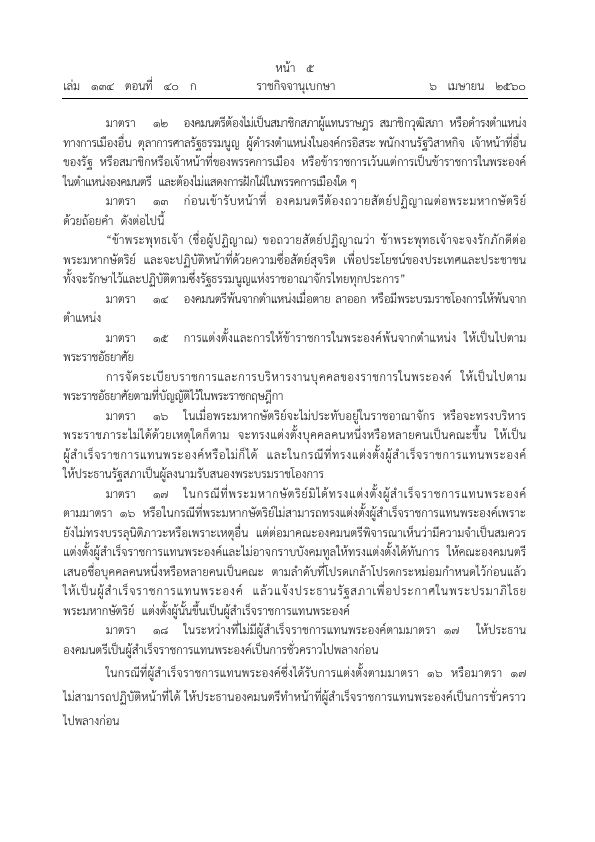 หน้า ๕
เล่ม ๑๓๔ ตอนที่ ๔๐ ก ราชกิจจานุเบกษา ๖ เมษายน ๒๕๖๐
มาตรา ๑๒ องคมนตรีต้องไม่เป็นสมาชิกสภาผู้แทนราษฎร สมาชิกวุฒิสภา หรือดำรงตำแหน่ง
ทางการเมืองอื่น ตุลาการศาลรัฐธรรมนูญ ผู้ดำรงตำแหน่งในองค์กรอิสระ พนักงานรัฐวิสาหกิจ เจ้าหน้าที่อื่น
ของรัฐ หรือสมาชิกหรือเจ้าหน้าที่ของพรรคการเมือง หรือข้าราชการเว้นแต่การเป็นข้าราชการในพระองค์
ในตำแหน่งองคมนตรี และต้องไม่แสดงการฝักใฝ่ในพรรคการเมืองใด ๆ
มาตรา ๑๓ ก่อนเข้ารับหน้าที่ องคมนตรีต้องถวายสัตย์ปฏิญาณต่อพระมหากษัตริย์
ด้วยถ้อยคำ ดังต่อไปนี้
“ข้าพระพุทธเจ้า (ชื่อผู้ปฏิญาณ) ขอถวายสัตย์ปฏิญาณว่า ข้าพระพุทธเจ้าจะจงรักภักดีต่อ
พระมหากษัตริย์ และจะปฏิบัติหน้าที่ด้วยความซื่อสัตย์สุจริต เพื่อประโยชน์ของประเทศและประชาชน
ทั้งจะรักษาไว้และปฏิบัติตามซึ่งรัฐธรรมนูญแห่งราชอาณาจักรไทยทุกประการ”
มาตรา ๑๔ องคมนตรีพ้นจากตำแหน่งเมื่อตาย ลาออก หรือมีพระบรมราชโองการให้พ้นจาก
ตำแหน่ง
มาตรา ๑๕ การแต่งตั้งและการให้ข้าราชการในพระองค์พ้นจากตำแหน่ง ให้เป็นไปตาม
พระราชอัธยาศัย
การจัดระเบียบราชการและการบริหารงานบุคคลของราชการในพระองค์ ให้เป็นไปตาม
พระราชอัธยาศัยตามที่บัญญัติไว้ในพระราชกฤษฎีกา
มาตรา ๑๖ ในเมื่อพระมหากษัตริย์จะไม่ประทับอยู่ในราชอาณาจักร หรือจะทรงบริหาร
พระราชภาระไม่ได้ด้วยเหตุใดก็ตาม จะทรงแต่งตั้งบุคคลคนหนึ่งหรือหลายคนเป็นคณะขึ้น ให้เป็น
ผู้สำเร็จราชการแทนพระองค์หรือไม่ก็ได้ และในกรณีที่ทรงแต่งตั้งผู้สำเร็จราชการแทนพระองค์
ให้ประธานรัฐสภาเป็นผู้ลงนามรับสนองพระบรมราชโองการ
มาตรา ๑๗ ในกรณีที่พระมหากษัตริย์มิได้ทรงแต่งตั้งผู้สำเร็จราชการแทนพระองค์
ตามมาตรา ๑๖ หรือในกรณีที่พระมหากษัตริย์ไม่สามารถทรงแต่งตั้งผู้สำเร็จราชการแทนพระองค์เพราะ
ยังไม่ทรงบรรลุนิติภาวะหรือเพราะเหตุอื่น แต่ต่อมาคณะองคมนตรีพิจารณาเห็นว่ามีความจำเป็นสมควร
แต่งตั้งผู้สำเร็จราชการแทนพระองค์และไม่อาจกราบบังคมทูลให้ทรงแต่งตั้งได้ทันการ ให้คณะองคมนตรี
เสนอชื่อบุคคลคนหนึ่งหรือหลายคนเป็นคณะ ตามลำดับที่โปรดเกล้าโปรดกระหม่อมกำหนดไว้ก่อนแล้ว
ให้เป็นผู้สำเร็จราชการแทนพระองค์ แล้วแจ้งประธานรัฐสภาเพื่อประกาศในพระปรมาภิไธย
พระมหากษัตริย์ แต่งตั้งผู้นั้นขึ้นเป็นผู้สำเร็จราชการแทนพระองค์
มาตรา ๑๘ ในระหว่างที่ไม่มีผู้สำเร็จราชการแทนพระองค์ตามมาตรา ๑๗ ให้ประธาน
องคมนตรีเป็นผู้สำเร็จราชการแทนพระองค์เป็นการชั่วคราวไปพลางก่อน
ในกรณีที่ผู้สำเร็จราชการแทนพระองค์ซึ่งได้รับการแต่งตั้งตามมาตรา ๑๖ หรือมาตรา ๑๗
ไม่สามารถปฏิบัติหน้าที่ได้ ให้ประธานองคมนตรีทำหน้าที่ผู้สำเร็จราชการแทนพระองค์เป็นการชั่วคราว
ไปพลางก่อน